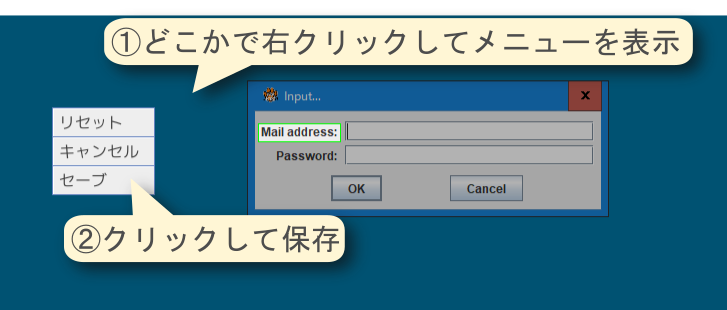 ①どこかで右クリックしてメニューを表示
Input...
x
リセット
キャンセル
セーブ
Mail address:
Password:
OK
Cancel
②クリックして保存